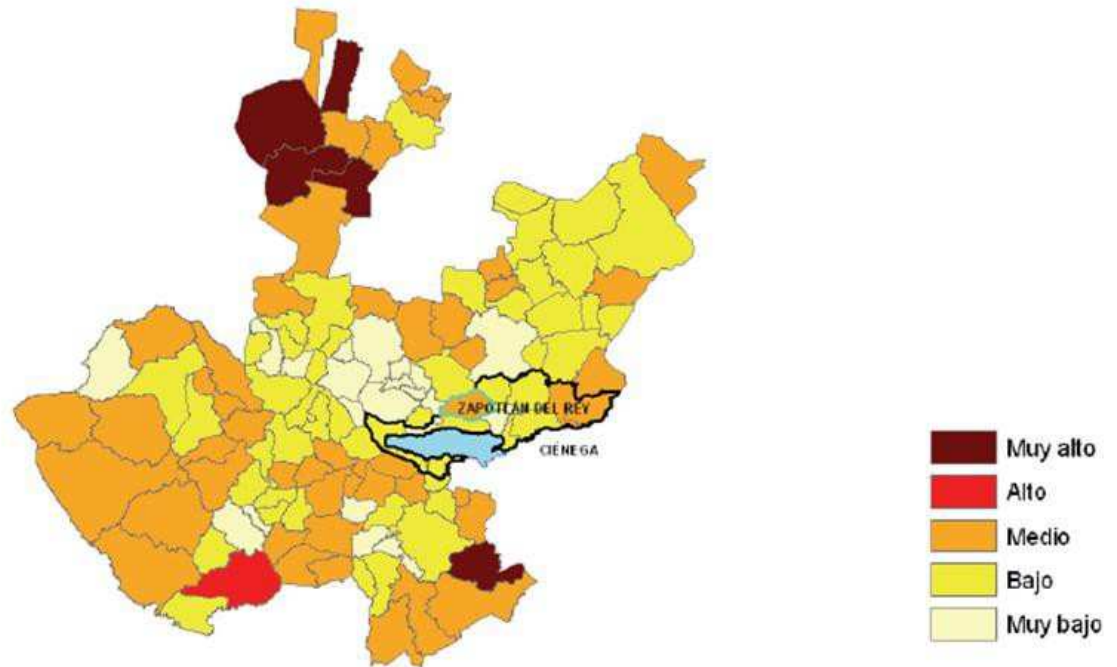 ZAPOTLAN DEL REY
CIÉNEGA
Muy alto
Alto
Medio
Bajo
Muy bajo